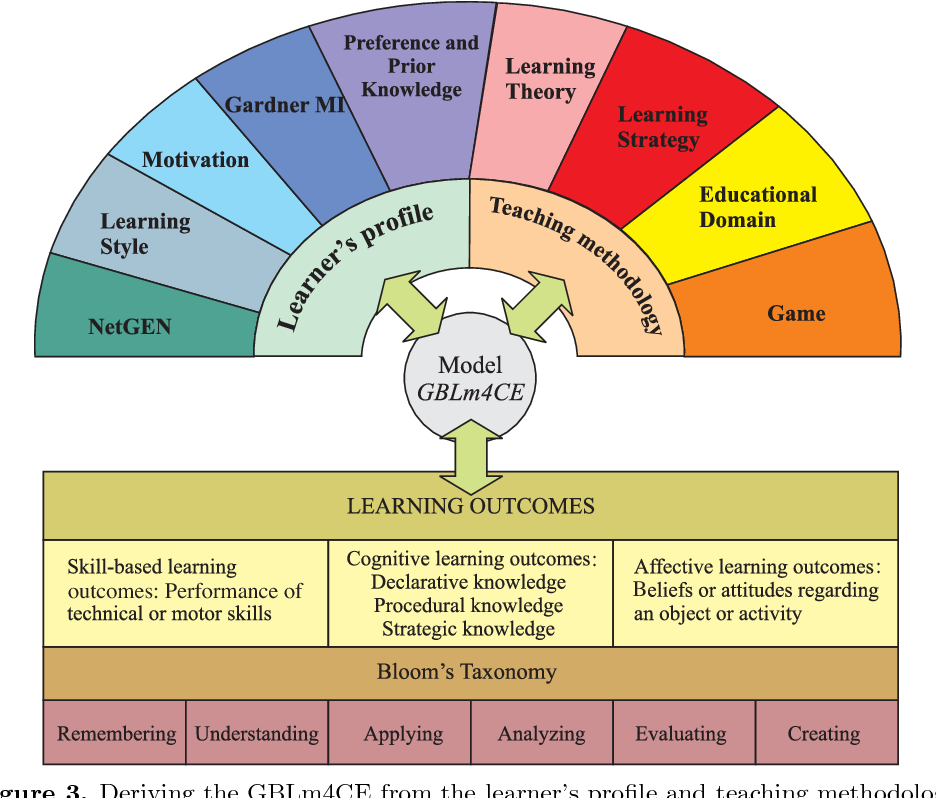 Preference and
Prior
Knowledge
Learning
Theory
Gardner MI
Learning
Strategy
Motivation
Educational
Domain
Learning
Style
Learner's profile
Teaching methodology
NetGEN
Game
Model
GBLm4CE
LEARNING OUTCOMES
Skill-based learning
outcomes: Performance of
technical or motor skills
Cognitive learning outcomes:
Declarative knowledge
Procedural knowledge
Strategic knowledge
Affective learning outcomes:
Beliefs or attitudes regarding
an object or activity
Bloom's Taxonomy
Remembering
Understanding
Applying
Analyzing
Evaluating
Creating
gure 3. Deriving the GBLm4CE from the learner's profile and teaching methodolo